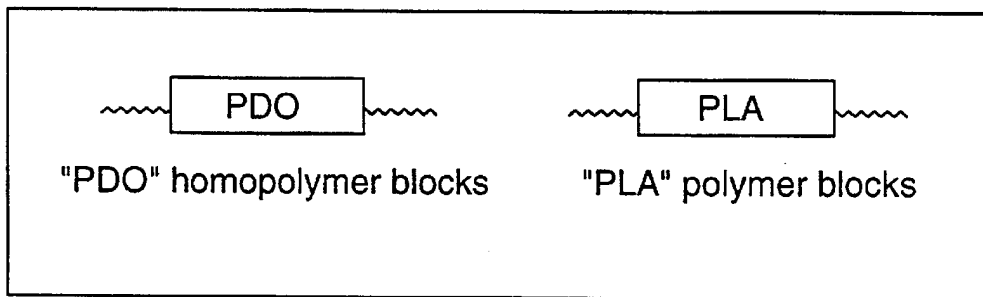 PDO
PLA
"PDO" homopolymer blocks
"PLA" polymer blocks